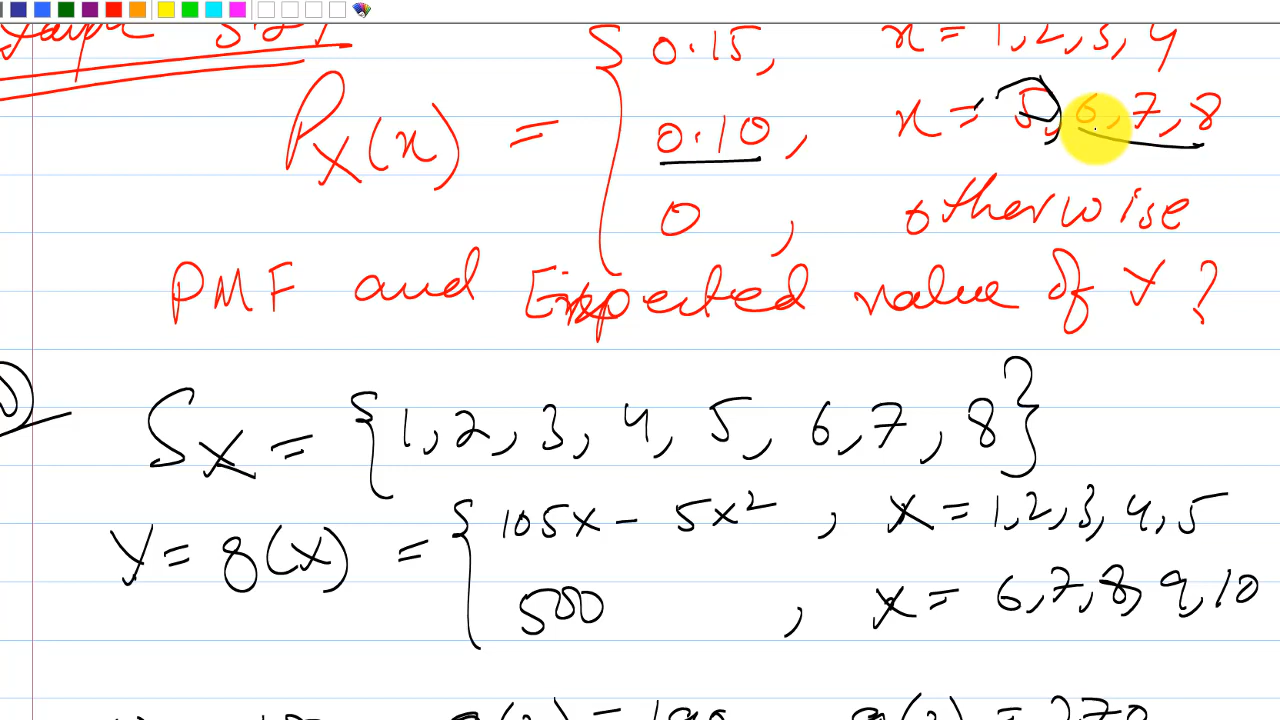 0.15, x = 1,2,3,4
P_X(x) = { 0.10, x = 5, 6, 7, 8
0, otherwise
PMF and Expected value of Y?
S_X = {1, 2, 3, 4, 5, 6, 7, 8}
Y = g(X) = { 105X - 5X², X = 1,2,3,4,5
500, X = 6,7,8,9,10
= 270